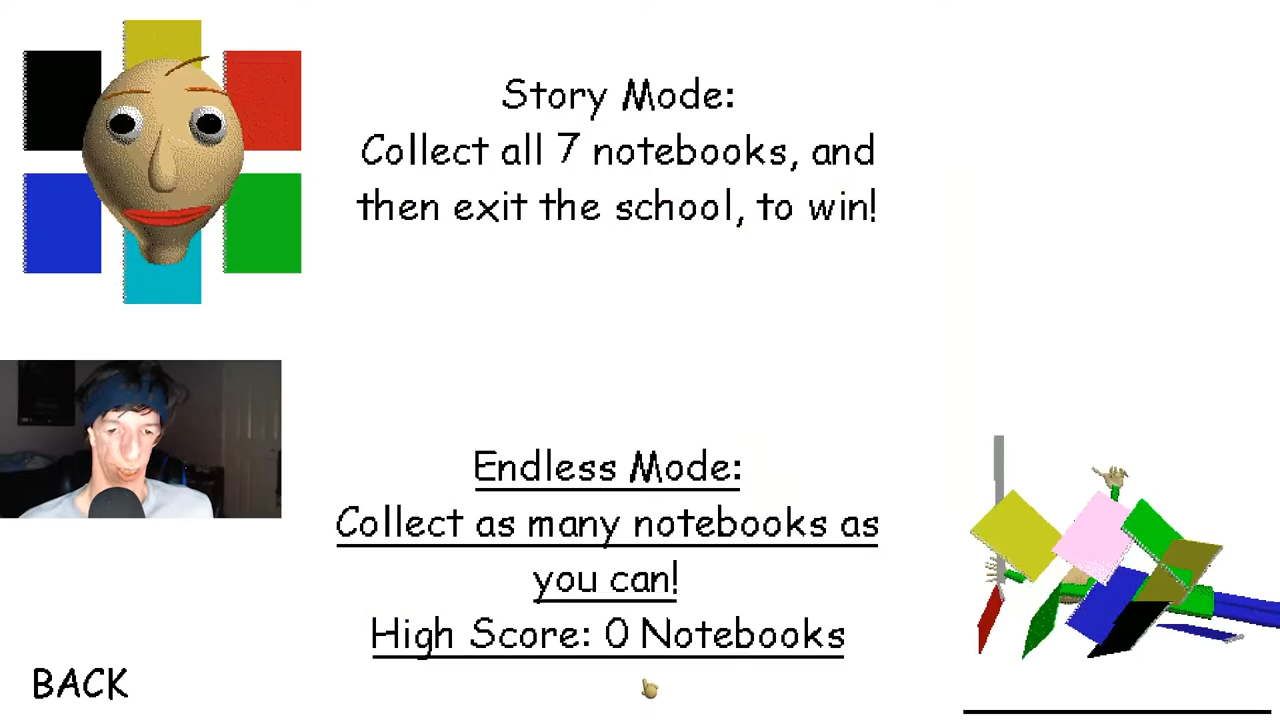 Story Mode:
Collect all 7 notebooks, and
then exit the school, to win!
Endless Mode:
Collect as many notebooks as
you can!
High Score: 0 Notebooks
BACK